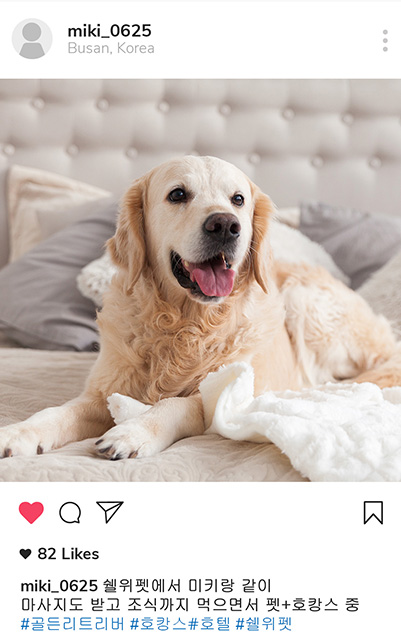 miki_0625
Busan, Korea
82 Likes
miki_0625 쉘위펫에서 미키랑 같이
마사지도 받고 조식까지 먹으면서 펫+호캉스 중
#골든리트리버 #호캉스#호텔 #쉘위펫